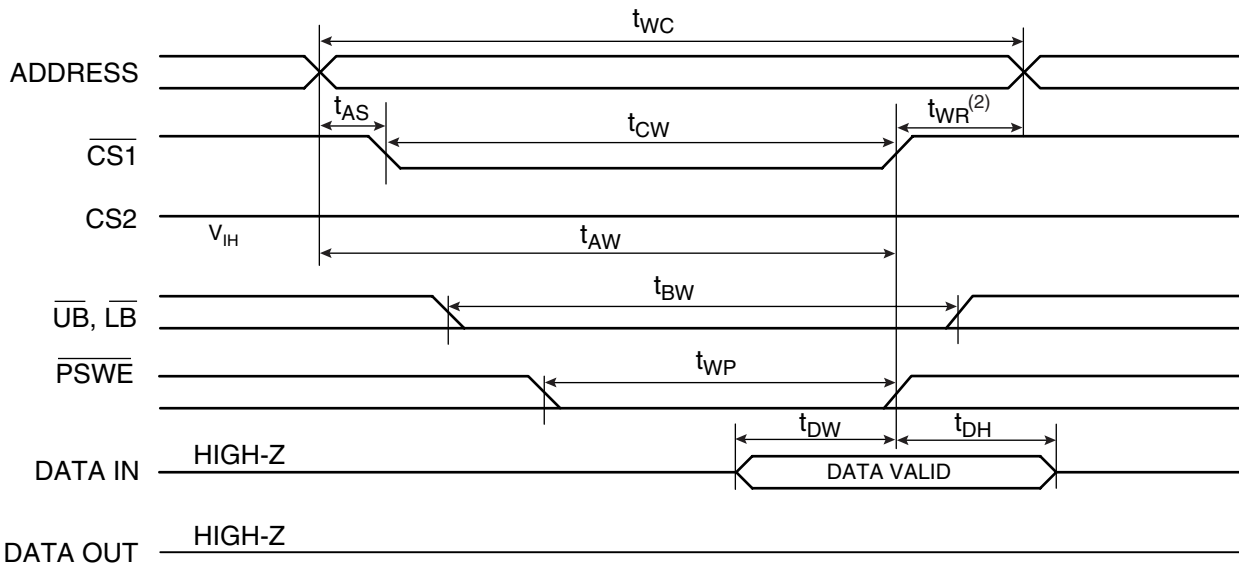 tWC
ADDRESS
tAS
tCW
tWR(2)
CS1
CS2
VIH
tAW
UB, LB
tBW
PSWE
tWP
tDW
tDH
DATA IN
HIGH-Z
DATA VALID
DATA OUT
HIGH-Z